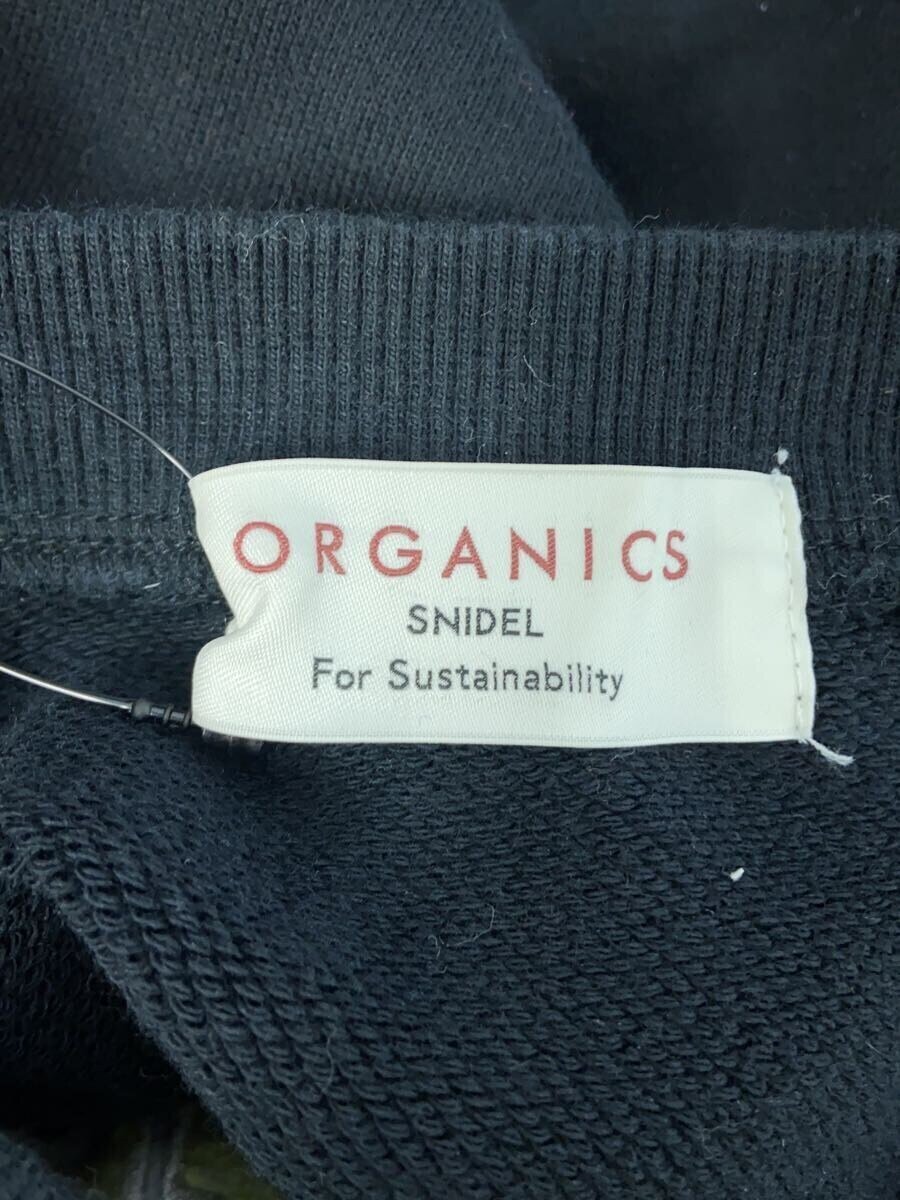 ORGANICS
SNIDEL
For Sustainability